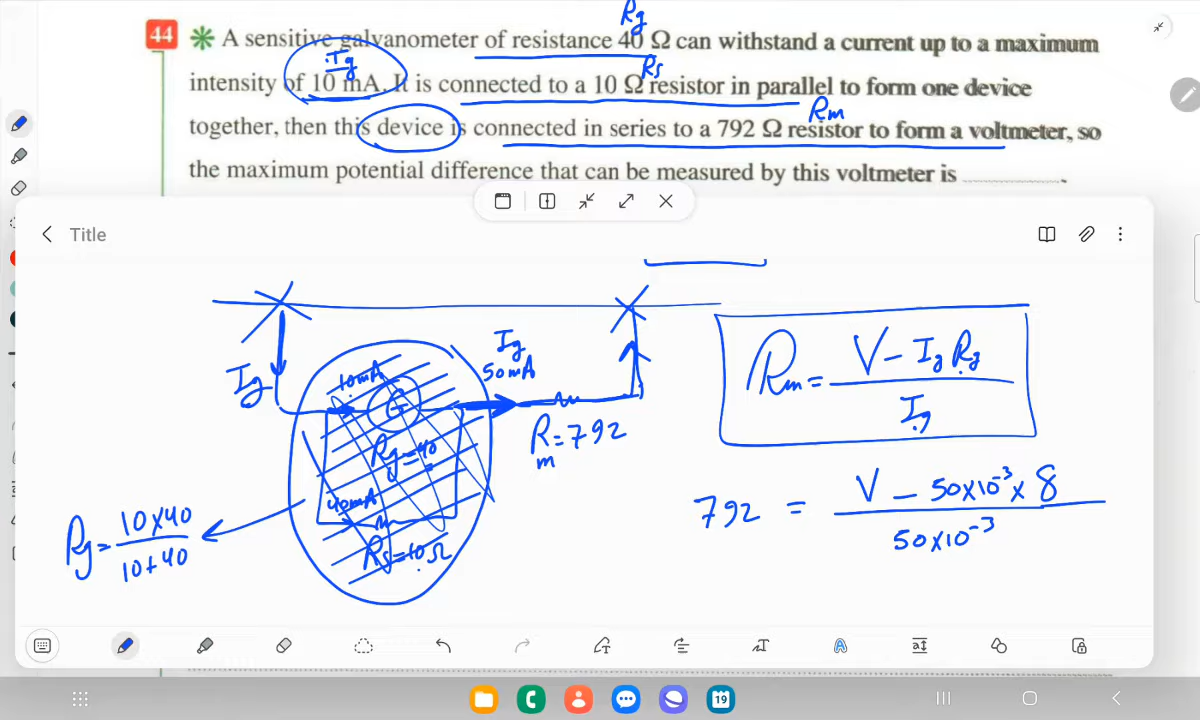 Rg
44 A sensitive galvanometer of resistance 40 Ω can withstand a current up to a maximum
Ig
Rs
intensity of 10 mA. It is connected to a 10 Ω resistor in parallel to form one device
Rm
together, then this device is connected in series to a 792 Ω resistor to form a voltmeter, so
the maximum potential difference that can be measured by this voltmeter is ............ .
Title
Ig
50mA
Ig
10mA
G
Rg=40
Rm=792
40mA
Rs=10Ω
Rg= 10×40 / 10+40
Rm= V - Ig Rg / Ig
792 = V - 50×10⁻³ × 8 / 50×10⁻³
T
A
19